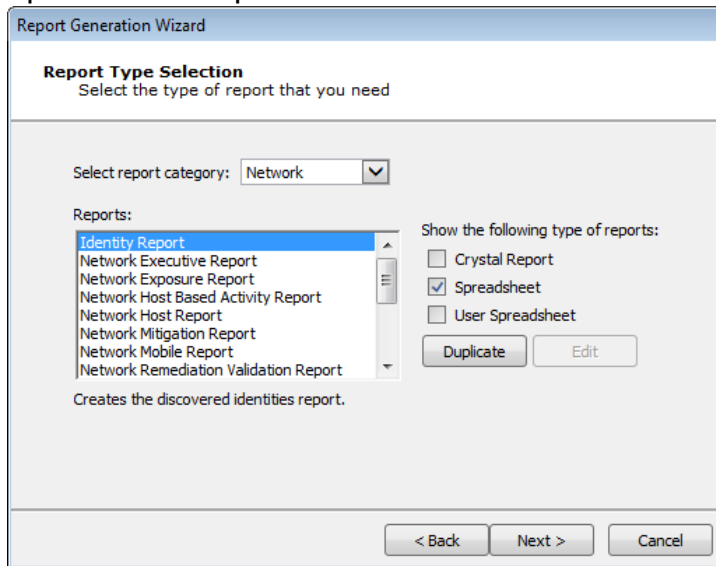 Report Generation Wizard
Report Type Selection
Select the type of report that you need
Select report category: Network
Reports:
Identity Report
Network Executive Report
Network Exposure Report
Network Host Based Activity Report
Network Host Report
Network Mitigation Report
Network Mobile Report
Network Remediation Validation Report
Creates the discovered identities report.
Show the following type of reports:
Crystal Report
Spreadsheet
User Spreadsheet
Duplicate Edit
< Back Next > Cancel